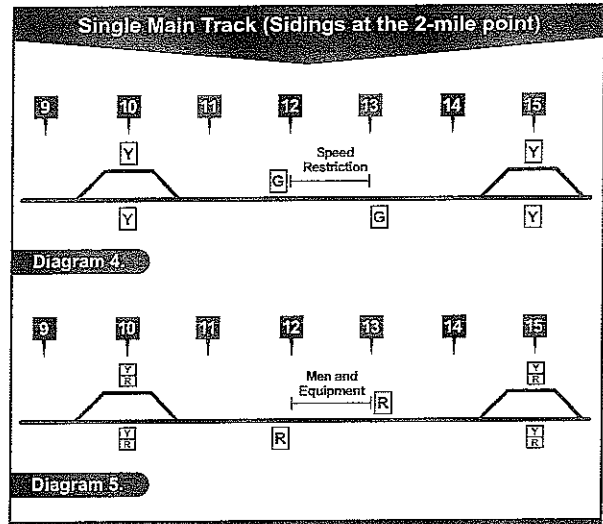 Single Main Track (Sidings at the 2-mile point)
9 10 11 12 13 14 15
Y Speed Y
G Restriction
Y G Y
Diagram 4.
9 10 11 12 13 14 15
Y Y
R Men and R
Equipment R
Y R Y
R R
Diagram 5.